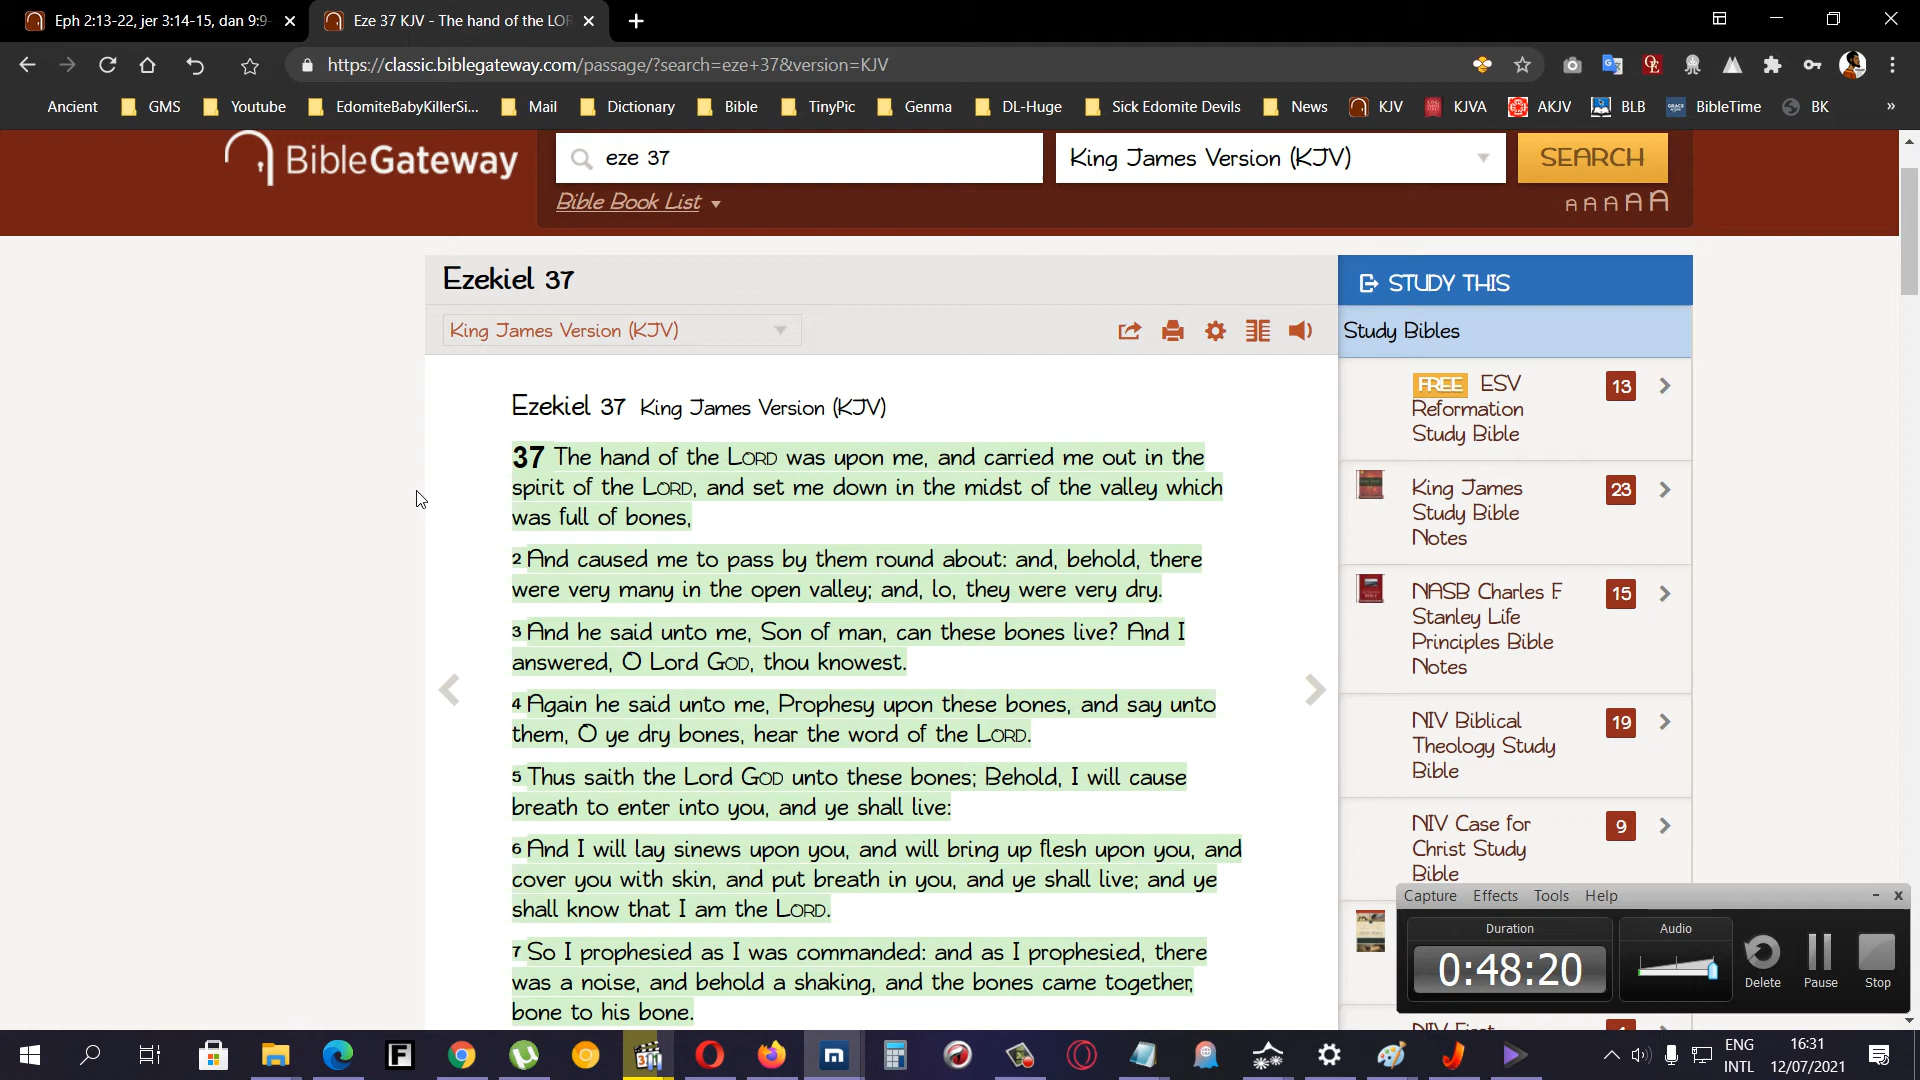 Eph 2:13-22, jer 3:14-15, dan 9:9-
Eze 37 KJV - The hand of the LOR
https://classic.biblegateway.com/passage/?search=eze+37&version=KJV
Ancient GMS Youtube EdomiteBabyKillerSi... Mail Dictionary Bible TinyPic Genma DL-Huge Sick Edomite Devils News KJV KJVA AKJV BLB BibleTime BK »
BibleGateway
eze 37
King James Version (KJV)
SEARCH
Bible Book List
A A A A A
Ezekiel 37
King James Version (KJV)
Ezekiel 37 King James Version (KJV)
37 The hand of the LORD was upon me, and carried me out in the
spirit of the LORD, and set me down in the midst of the valley which
was full of bones,
2 And caused me to pass by them round about: and, behold, there
were very many in the open valley; and, lo, they were very dry.
3 And he said unto me, Son of man, can these bones live? And I
answered, O Lord GOD, thou knowest.
4 Again he said unto me, Prophesy upon these bones, and say unto
them, O ye dry bones, hear the word of the LORD.
5 Thus saith the Lord GOD unto these bones; Behold, I will cause
breath to enter into you, and ye shall live:
6 And I will lay sinews upon you, and will bring up flesh upon you, and
cover you with skin, and put breath in you, and ye shall live; and ye
shall know that I am the LORD.
7 So I prophesied as I was commanded: and as I prophesied, there
was a noise, and behold a shaking, and the bones came together,
bone to his bone.
STUDY THIS
Study Bibles
FREE ESV 13
Reformation
Study Bible
King James 23
Study Bible
Notes
NASB Charles F. 15
Stanley Life
Principles Bible
Notes
NIV Biblical 19
Theology Study
Bible
NIV Case for 9
Christ Study
Bible
NIV First
Capture Effects Tools Help
Duration
0:48:20
Audio
Delete Pause Stop
ENG
INTL
16:31
12/07/2021